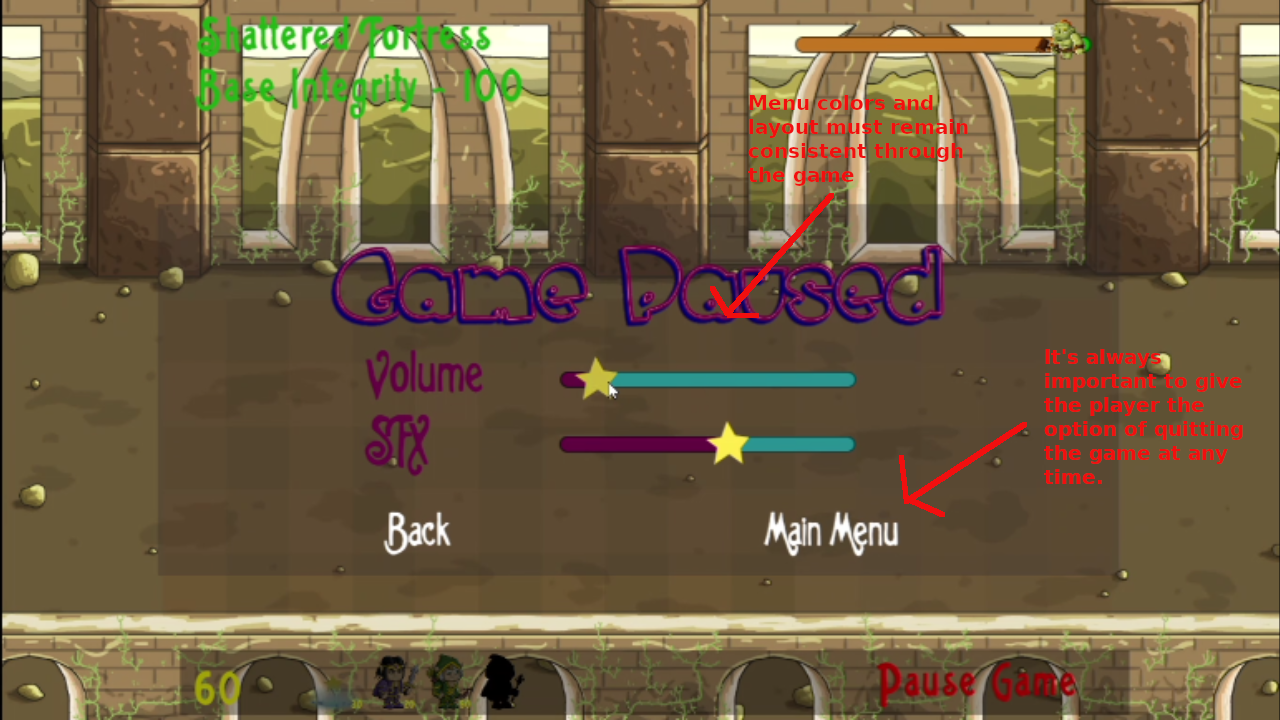 Shattered Fortress
Base Integrity - 100
Menu colors and
layout must remain
consistent through
the game
Game Paused
Volume
SFX
It's always
important to give
the player the
option of quitting
the game at any
time.
Back
Main Menu
60
Pause Game